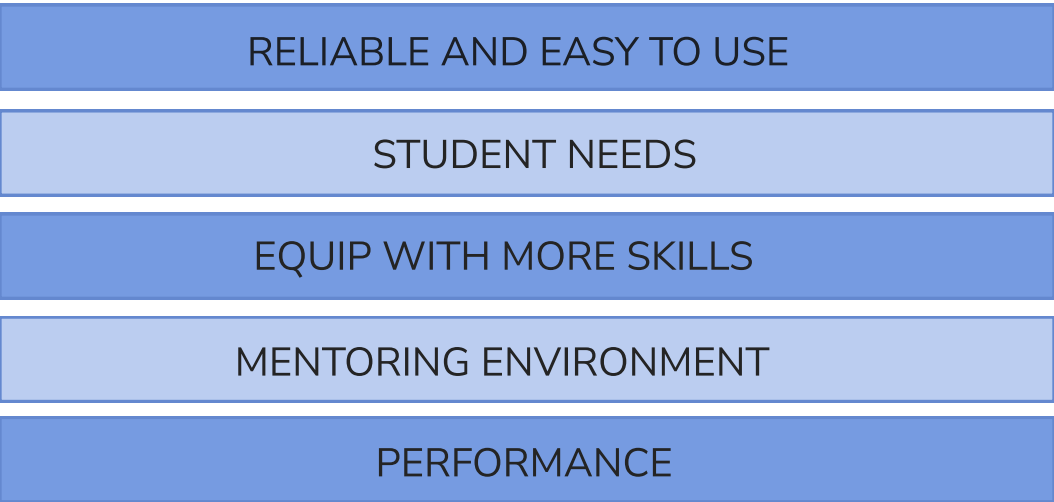 RELIABLE AND EASY TO USE
STUDENT NEEDS
EQUIP WITH MORE SKILLS
MENTORING ENVIRONMENT
PERFORMANCE